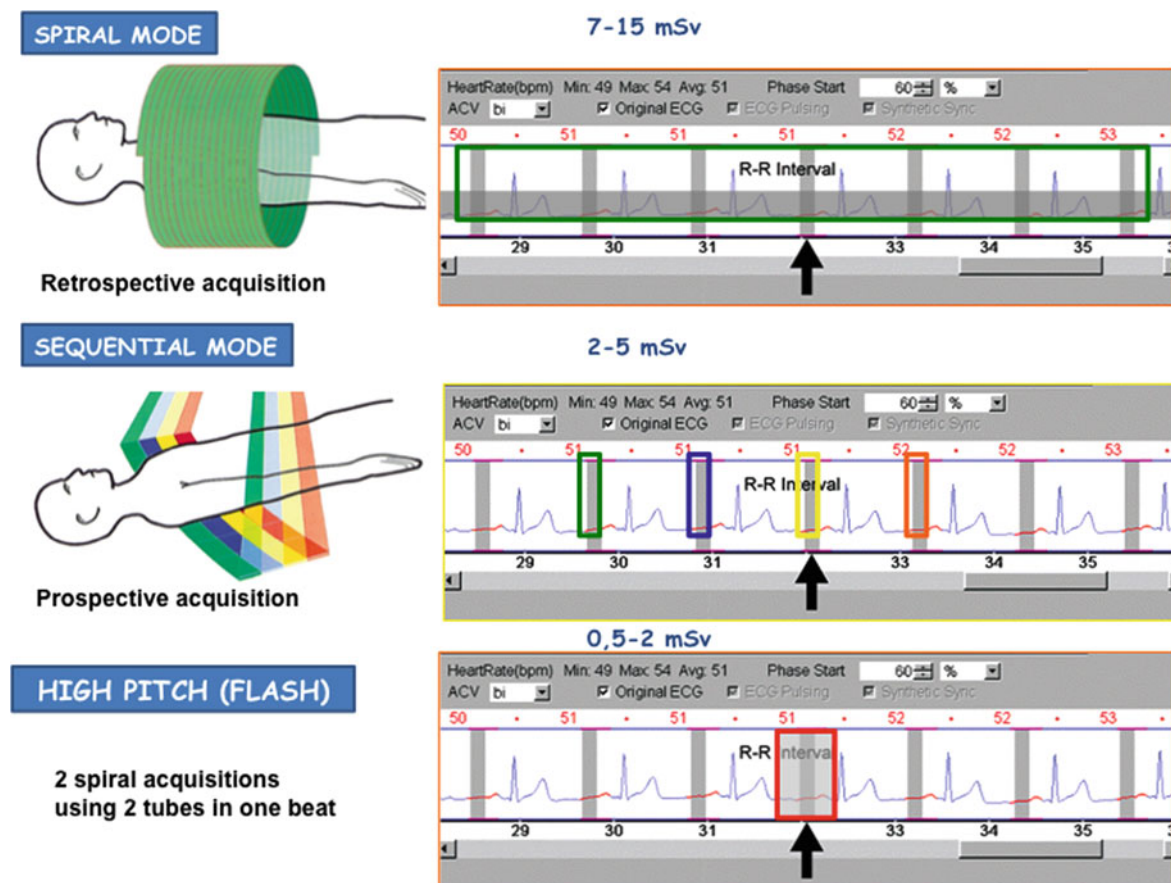 SPIRAL MODE
7-15 mSv
HeartRate(bpm) Min: 49 Max: 54 Avg: 51 Phase Start 60 %
ACV bi Original ECG ECG Pulsing Synthetic Sync
50 51 51 51 52 52 53
R-R Interval
29 30 31 33 34 35
Retrospective acquisition
SEQUENTIAL MODE
2-5 mSv
HeartRate(bpm) Min: 49 Max: 54 Avg: 51 Phase Start 60 %
ACV bi Original ECG ECG Pulsing Synthetic Sync
50 51 51 51 52 52 53
R-R Interval
29 30 31 33 34 35
Prospective acquisition
0,5-2 mSv
HIGH PITCH (FLASH)
HeartRate(bpm) Min: 49 Max: 54 Avg: 51 Phase Start 60 %
ACV bi Original ECG ECG Pulsing Synthetic Sync
50 51 51 51 52 52 53
R-R Interval
2 spiral acquisitions
using 2 tubes in one beat
29 30 31 33 34 35